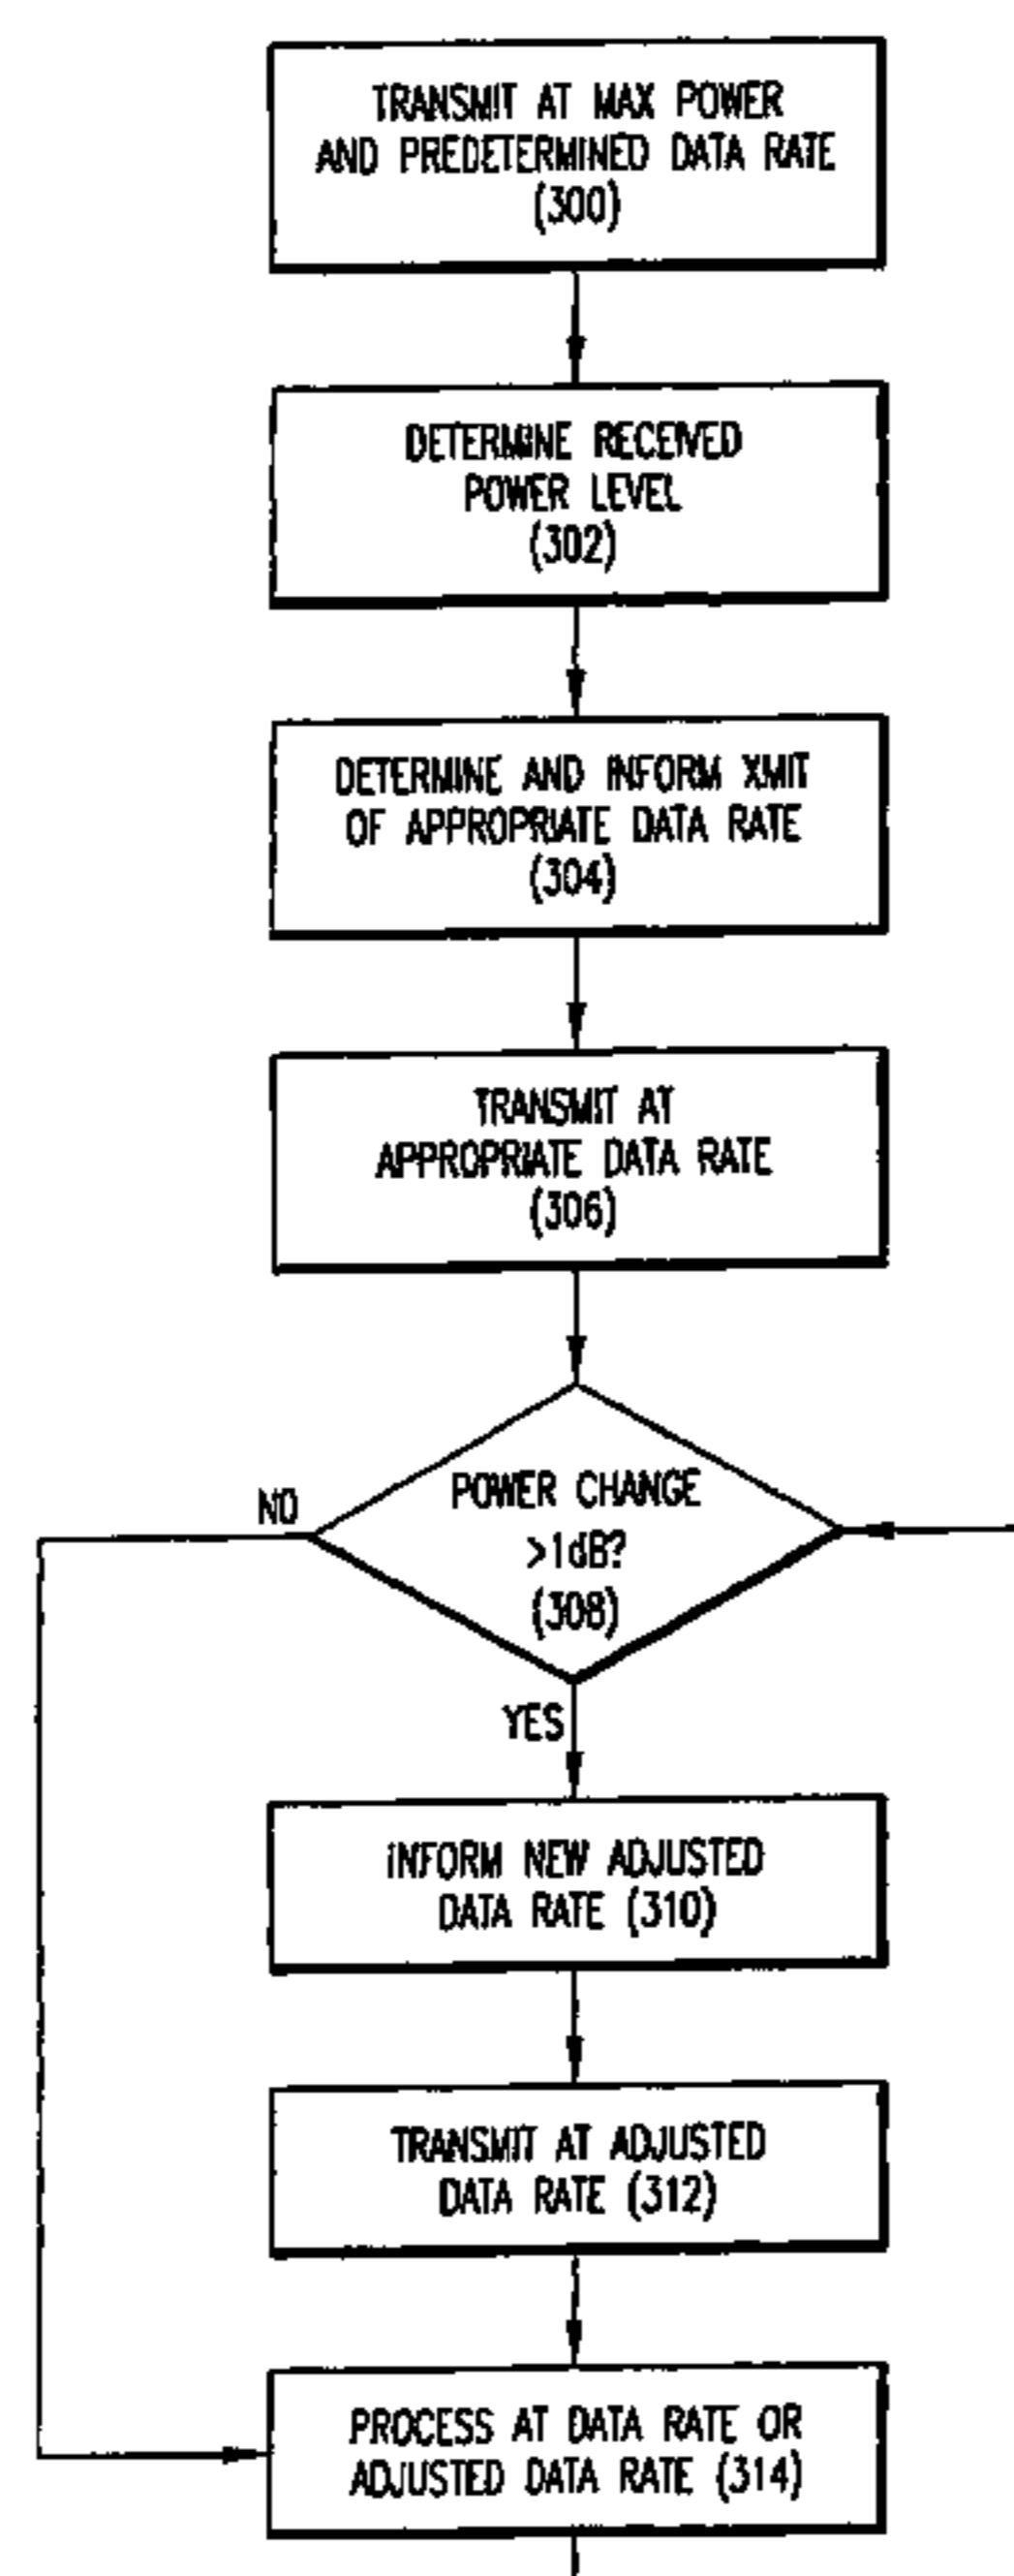 TRANSMIT AT MAX POWER
AND PREDETERMINED DATA RATE
(300)
DETERMINE RECEIVED
POWER LEVEL
(302)
DETERMINE AND INFORM XMIT
OF APPROPRIATE DATA RATE
(304)
TRANSMIT AT
APPROPRIATE DATA RATE
(306)
POWER CHANGE
>1dB?
(308)
NO
YES
INFORM NEW ADJUSTED
DATA RATE (310)
TRANSMIT AT ADJUSTED
DATA RATE (312)
PROCESS AT DATA RATE OR
ADJUSTED DATA RATE (314)